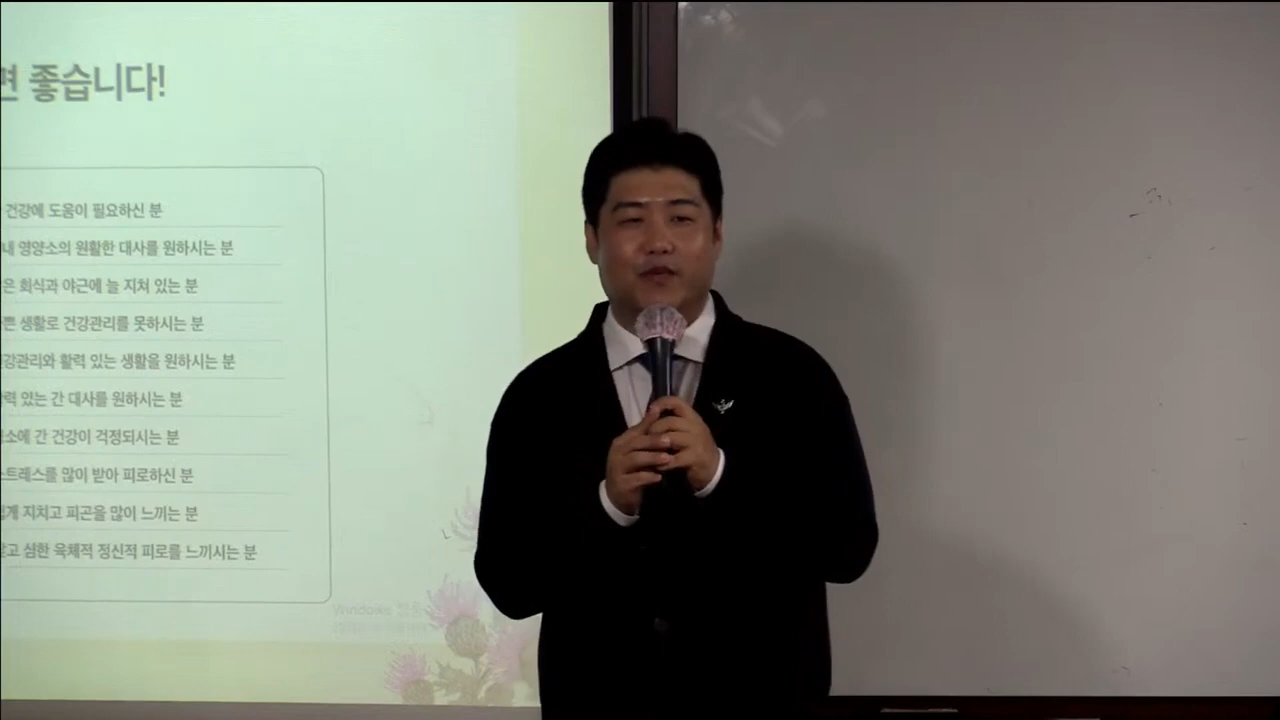 면 좋습니다!
건강에 도움이 필요하신 분
내 영양소의 원활한 대사를 원하시는 분
은 회식과 야근에 늘 지쳐 있는 분
쁜 생활로 건강관리를 못하시는 분
건강관리와 활력 있는 생활을 원하시는 분
력 있는 간 대사를 원하시는 분
소에 간 건강이 걱정되시는 분
스트레스를 많이 받아 피로하신 분
게 지치고 피곤을 많이 느끼는 분
고 심한 육체적 정신적 피로를 느끼시는 분
Windows